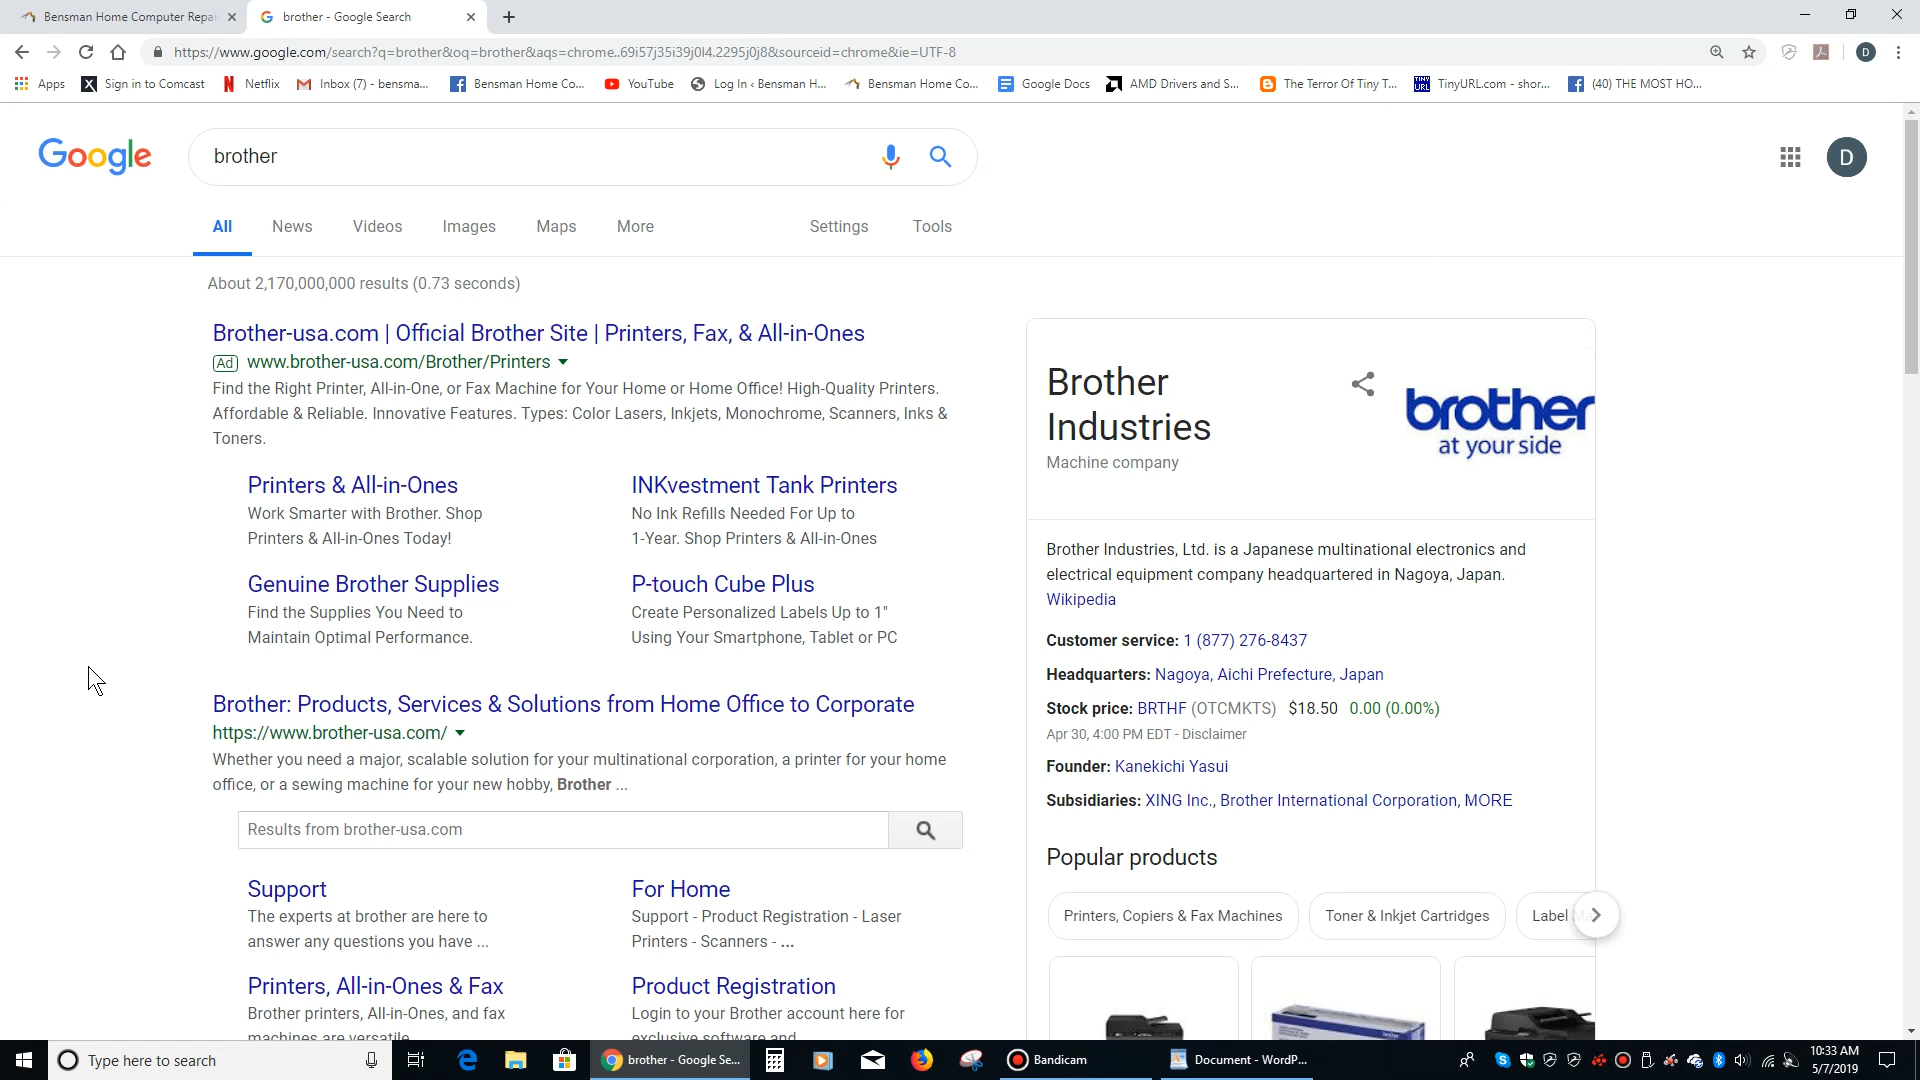 Bensman Home Computer Repai
brother - Google Search
https://www.google.com/search?q=brother&oq=brother&aqs=chrome..69i57j35i39j0l4.2295j0j8&sourceid=chrome&ie=UTF-8
D
Apps
Sign in to Comcast
Netflix
Inbox (7) - bensma...
Bensman Home Co...
YouTube
Log In ‹ Bensman H...
Bensman Home Co...
Google Docs
AMD Drivers and S...
The Terror Of Tiny T...
TinyURL.com - shor...
(40) THE MOST HO...
Google
brother
D
All
News
Videos
Images
Maps
More
Settings
Tools
About 2,170,000,000 results (0.73 seconds)
Brother-usa.com | Official Brother Site | Printers, Fax, & All-in-Ones
Ad www.brother-usa.com/Brother/Printers
Find the Right Printer, All-in-One, or Fax Machine for Your Home or Home Office! High-Quality Printers.
Affordable & Reliable. Innovative Features. Types: Color Lasers, Inkjets, Monochrome, Scanners, Inks &
Toners.
Printers & All-in-Ones
Work Smarter with Brother. Shop
Printers & All-in-Ones Today!
INKvestment Tank Printers
No Ink Refills Needed For Up to
1-Year. Shop Printers & All-in-Ones
Genuine Brother Supplies
Find the Supplies You Need to
Maintain Optimal Performance.
P-touch Cube Plus
Create Personalized Labels Up to 1"
Using Your Smartphone, Tablet or PC
Brother: Products, Services & Solutions from Home Office to Corporate
https://www.brother-usa.com/
Whether you need a major, scalable solution for your multinational corporation, a printer for your home
office, or a sewing machine for your new hobby, Brother ...
Results from brother-usa.com
Support
The experts at brother are here to
answer any questions you have ...
For Home
Support - Product Registration - Laser
Printers - Scanners - ...
Printers, All-in-Ones & Fax
Brother printers, All-in-Ones, and fax
machines are versatile
Product Registration
Login to your Brother account here for
exclusive software and
Brother
Industries
Machine company
brother
at your side
Brother Industries, Ltd. is a Japanese multinational electronics and
electrical equipment company headquartered in Nagoya, Japan.
Wikipedia
Customer service: 1 (877) 276-8437
Headquarters: Nagoya, Aichi Prefecture, Japan
Stock price: BRTHF (OTCMKTS) $18.50 0.00 (0.00%)
Apr 30, 4:00 PM EDT - Disclaimer
Founder: Kanekichi Yasui
Subsidiaries: XING Inc., Brother International Corporation, MORE
Popular products
Printers, Copiers & Fax Machines
Toner & Inkjet Cartridges
Label
Type here to search
brother - Google Se...
Bandicam
Document - WordP...
10:33 AM
5/7/2019